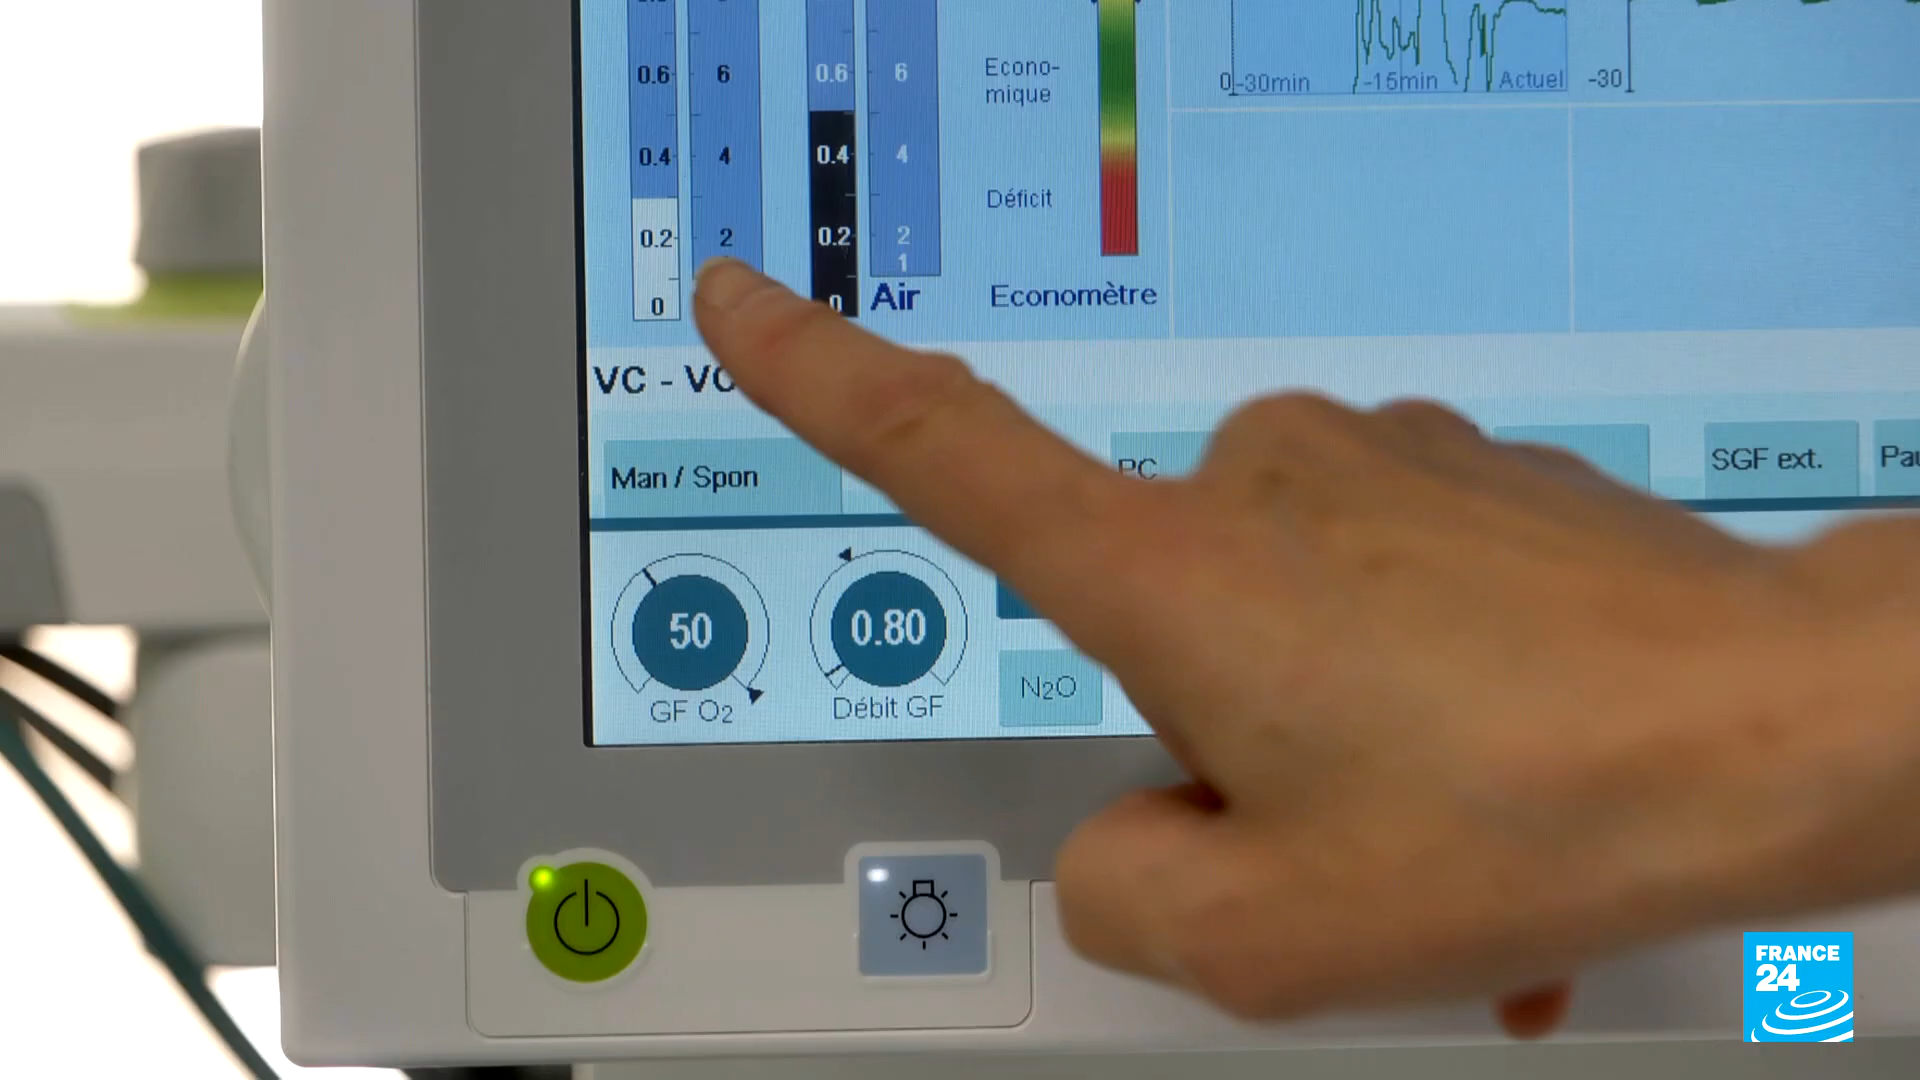 0.6
6
0.6
6
0.4
4
0.4
4
0.2
2
0.2
2
1
0
0
Air
Econo-
mique
Déficit
Economètre
0
-30min
-15min
Actuel
-30
VC - VC
Man / Spon
PC
SGF ext.
50
GF O2
0.80
Débit GF
N2O
FRANCE
24